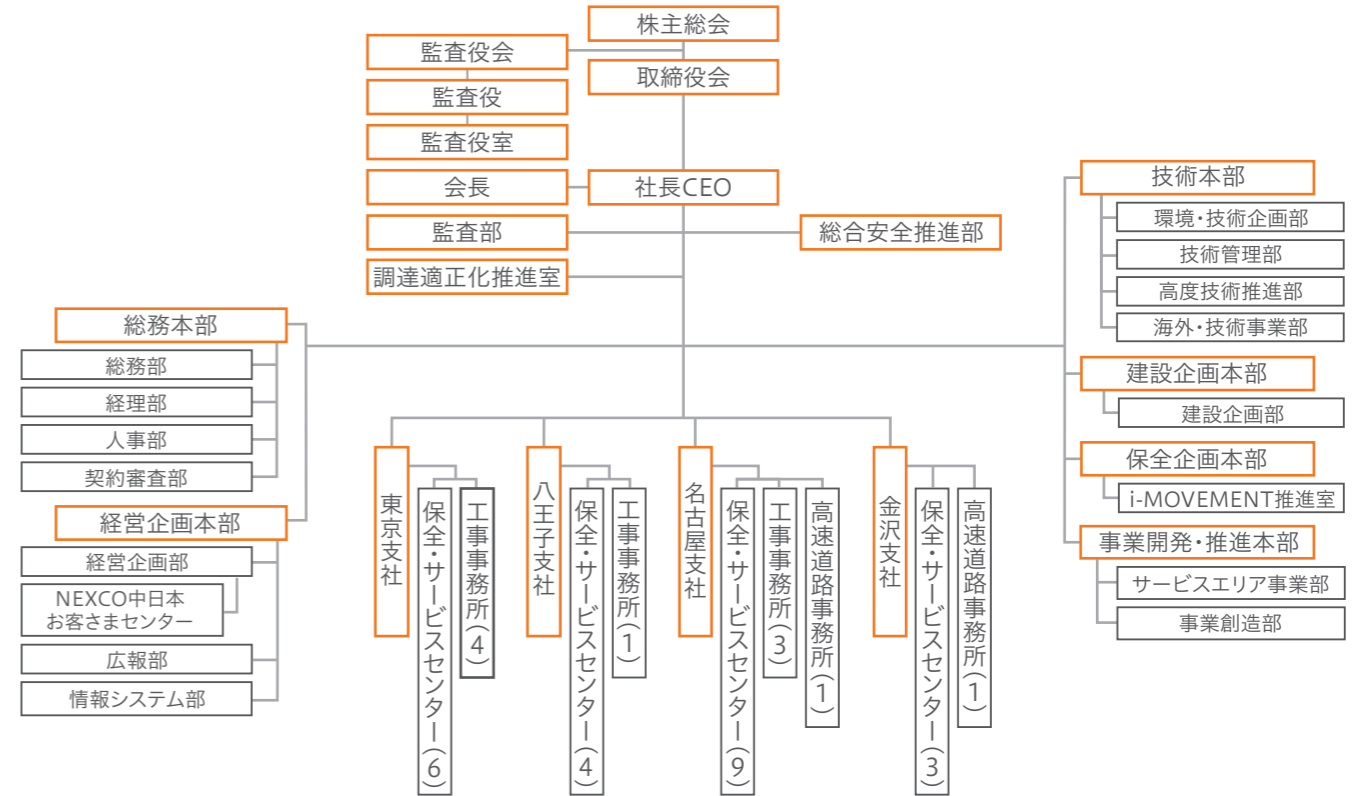 株主総会
監査役会
取締役会
監査役
監査役室
会長
社長CEO
監査部
総合安全推進部
調達適正化推進室
総務本部
総務部
経理部
人事部
契約審査部
経営企画本部
経営企画部
NEXCO中日本
お客さまセンター
広報部
情報システム部
東京支社
保全・サービスセンター(6)
工事事務所(4)
八王子支社
保全・サービスセンター(4)
工事事務所(1)
名古屋支社
保全・サービスセンター(9)
工事事務所(3)
高速道路事務所(1)
金沢支社
保全・サービスセンター(3)
高速道路事務所(1)
技術本部
環境・技術企画部
技術管理部
高度技術推進部
海外・技術事業部
建設企画本部
建設企画部
保全企画本部
i-MOVEMENT推進室
事業開発・推進本部
サービスエリア事業部
事業創造部